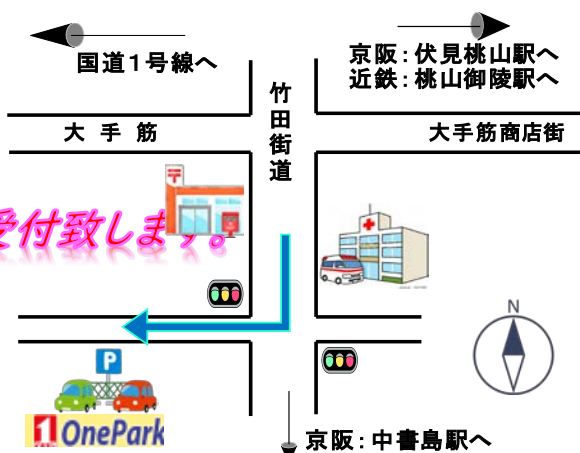 国道1号線へ
京阪:伏見桃山駅へ
近鉄:桃山御陵駅へ
竹田街道
大手筋
大手筋商店街
〒
受付致します。
N
P
1 OnePark
京阪:中書島駅へ